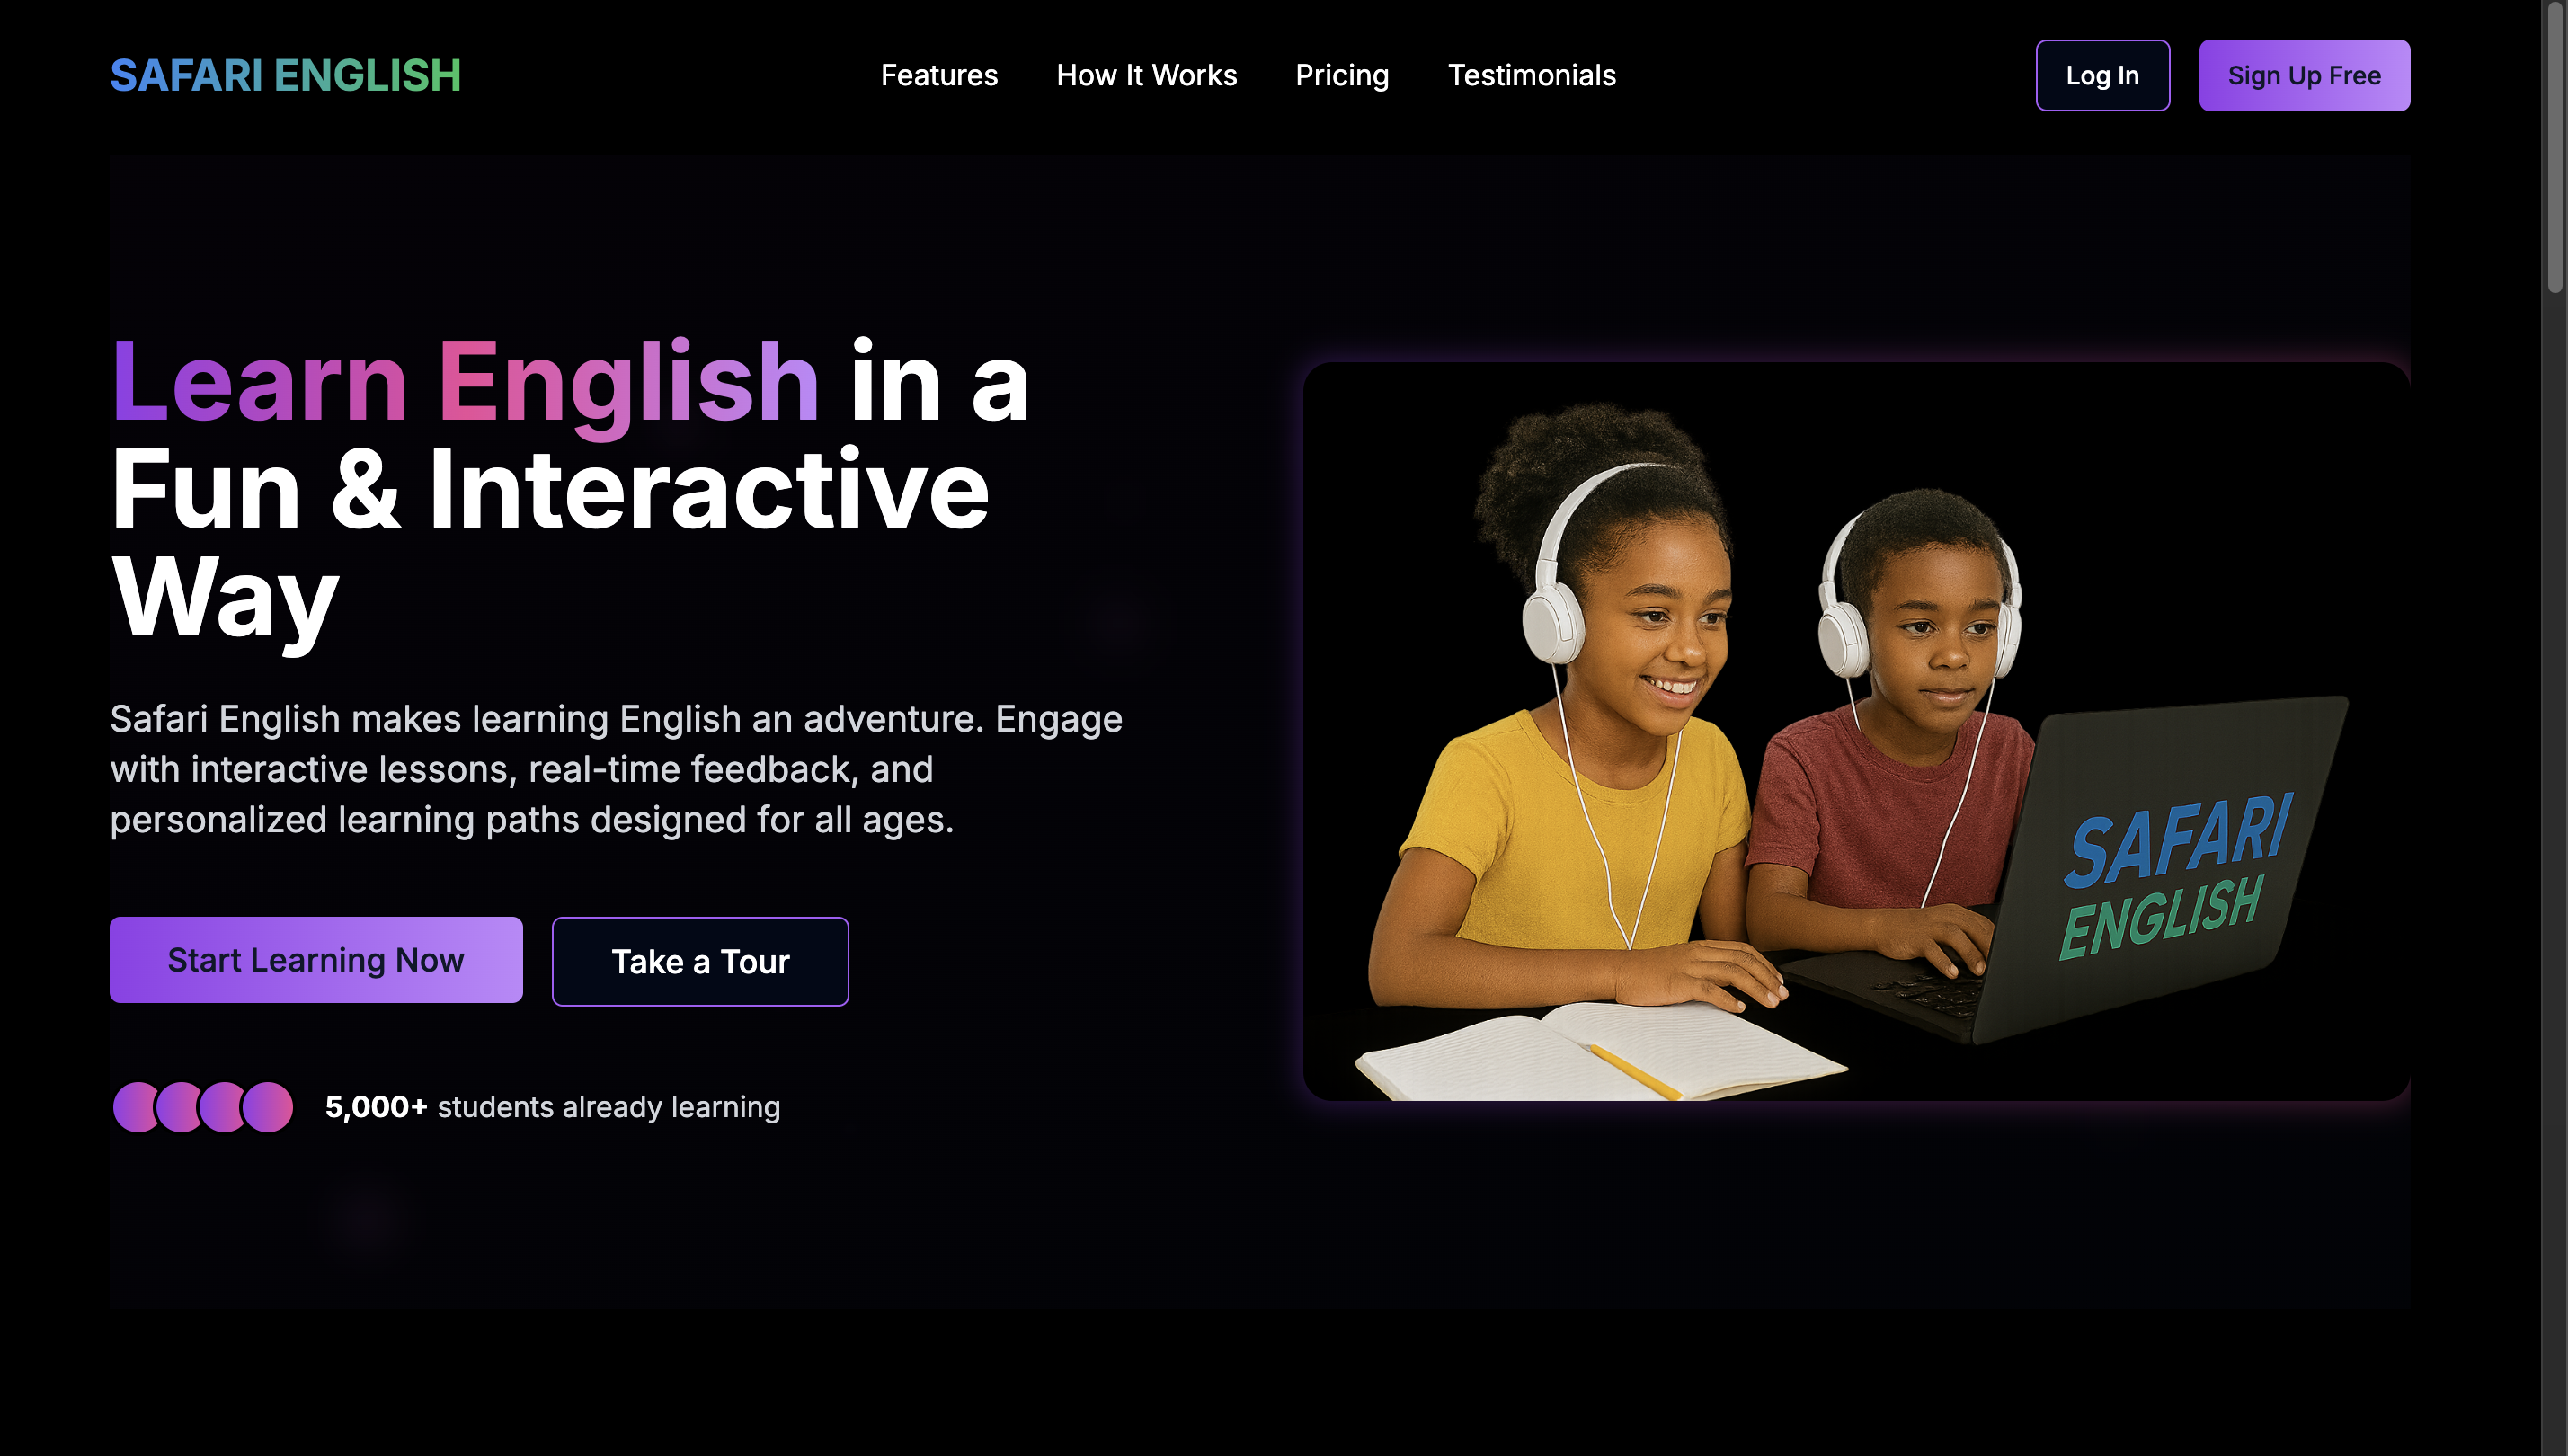 SAFARI ENGLISH
Features
How It Works
Pricing
Testimonials
Log In
Sign Up Free
Learn English in a
Fun & Interactive
Way
Safari English makes learning English an adventure. Engage
with interactive lessons, real-time feedback, and
personalized learning paths designed for all ages.
Start Learning Now
Take a Tour
5,000+ students already learning
SAFARI
ENGLISH